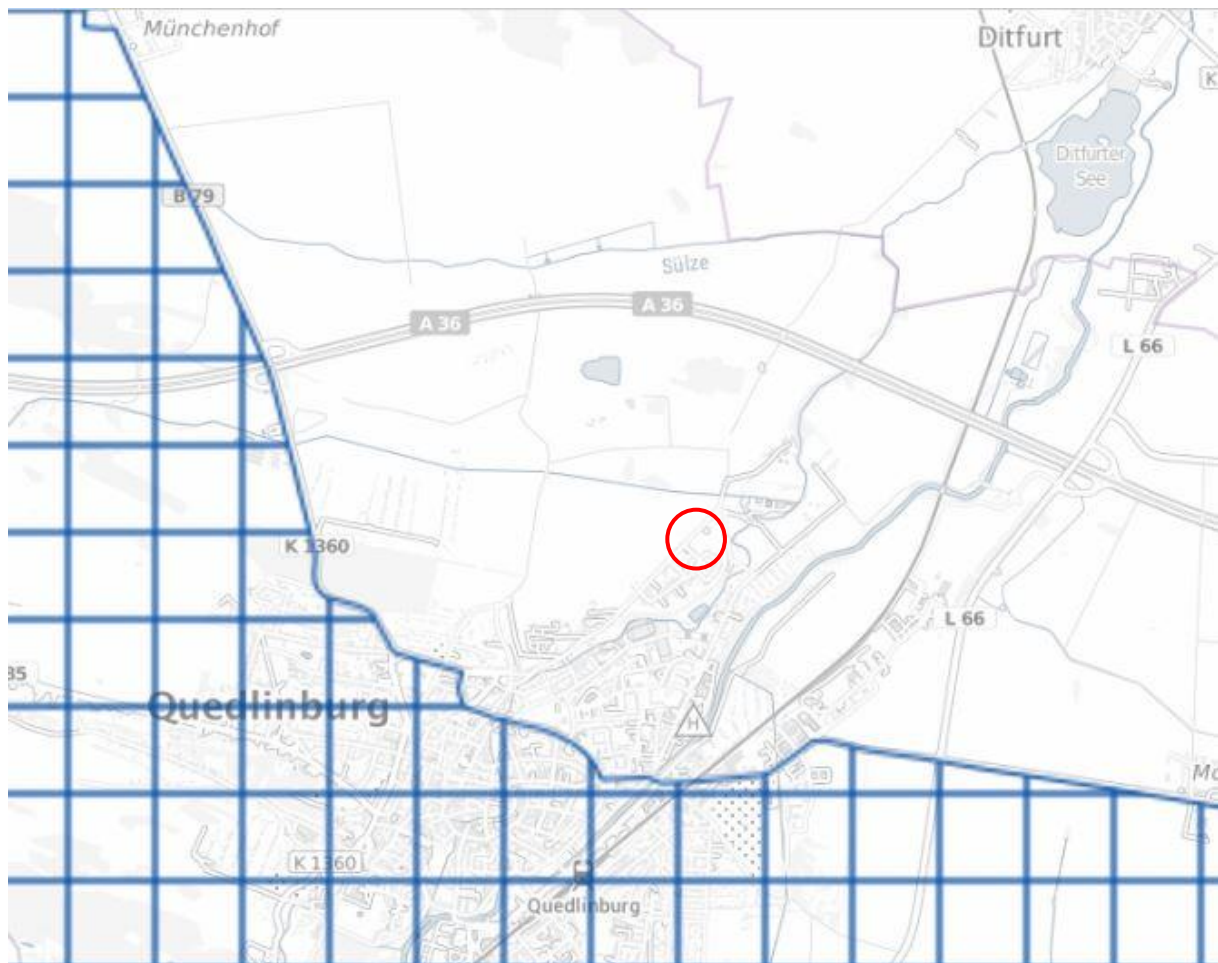 Münchenhof
Ditfurt
K
Ditfurter
See
B 79
Sülze
A 36
A 36
L 66
K 1360
L 66
35
Quedlinburg
H
Mo
K 1360
Quedlinburg